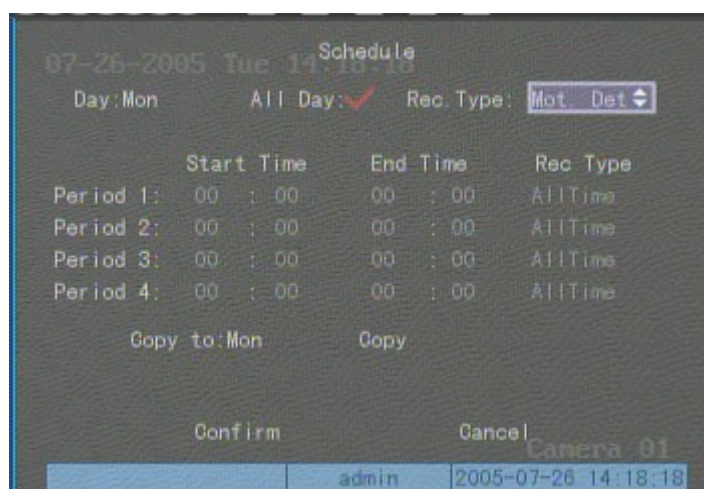 Schedule
07-26-2005 Tue 14:18:18
Day:Mon All Day: Rec.Type: Mot Det
Start Time End Time Rec Type
Period 1: 00 : 00 00 : 00 AllTime
Period 2: 00 : 00 00 : 00 AllTime
Period 3: 00 : 00 00 : 00 AllTime
Period 4: 00 : 00 00 : 00 AllTime
Copy to:Mon Copy
Confirm Cancel
Camera 01
admin 2005-07-26 14:18:18